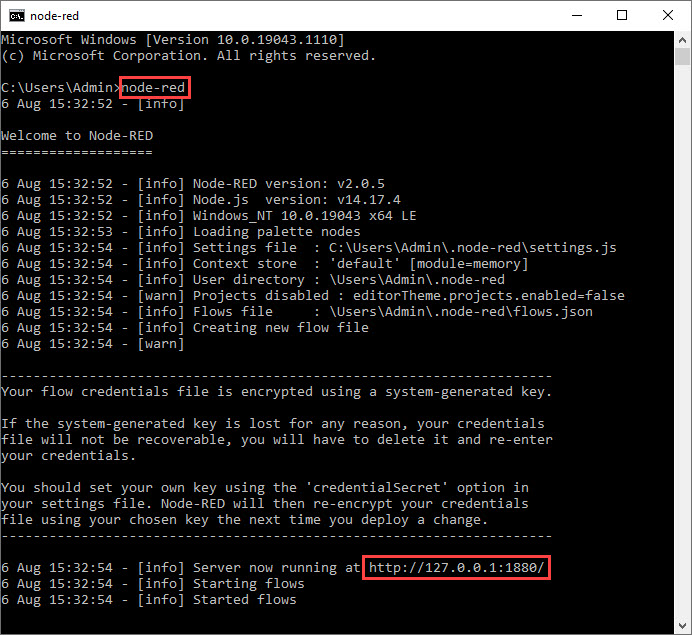 node-red
Microsoft Windows [Version 10.0.19043.1110]
(c) Microsoft Corporation. All rights reserved.
C:\Users\Admin>node-red
6 Aug 15:32:52 - [info]
Welcome to Node-RED
===================
6 Aug 15:32:52 - [info] Node-RED version: v2.0.5
6 Aug 15:32:52 - [info] Node.js  version: v14.17.4
6 Aug 15:32:52 - [info] Windows_NT 10.0.19043 x64 LE
6 Aug 15:32:53 - [info] Loading palette nodes
6 Aug 15:32:54 - [info] Settings file  : C:\Users\Admin\.node-red\settings.js
6 Aug 15:32:54 - [info] Context store  : 'default' [module=memory]
6 Aug 15:32:54 - [info] User directory : \Users\Admin\.node-red
6 Aug 15:32:54 - [warn] Projects disabled : editorTheme.projects.enabled=false
6 Aug 15:32:54 - [info] Flows file     : \Users\Admin\.node-red\flows.json
6 Aug 15:32:54 - [info] Creating new flow file
6 Aug 15:32:54 - [warn]
---------------------------------------------------------------------
Your flow credentials file is encrypted using a system-generated key.
If the system-generated key is lost for any reason, your credentials
file will not be recoverable, you will have to delete it and re-enter
your credentials.
You should set your own key using the 'credentialSecret' option in
your settings file. Node-RED will then re-encrypt your credentials
file using your chosen key the next time you deploy a change.
---------------------------------------------------------------------
6 Aug 15:32:54 - [info] Server now running at http://127.0.0.1:1880/
6 Aug 15:32:54 - [info] Starting flows
6 Aug 15:32:54 - [info] Started flows